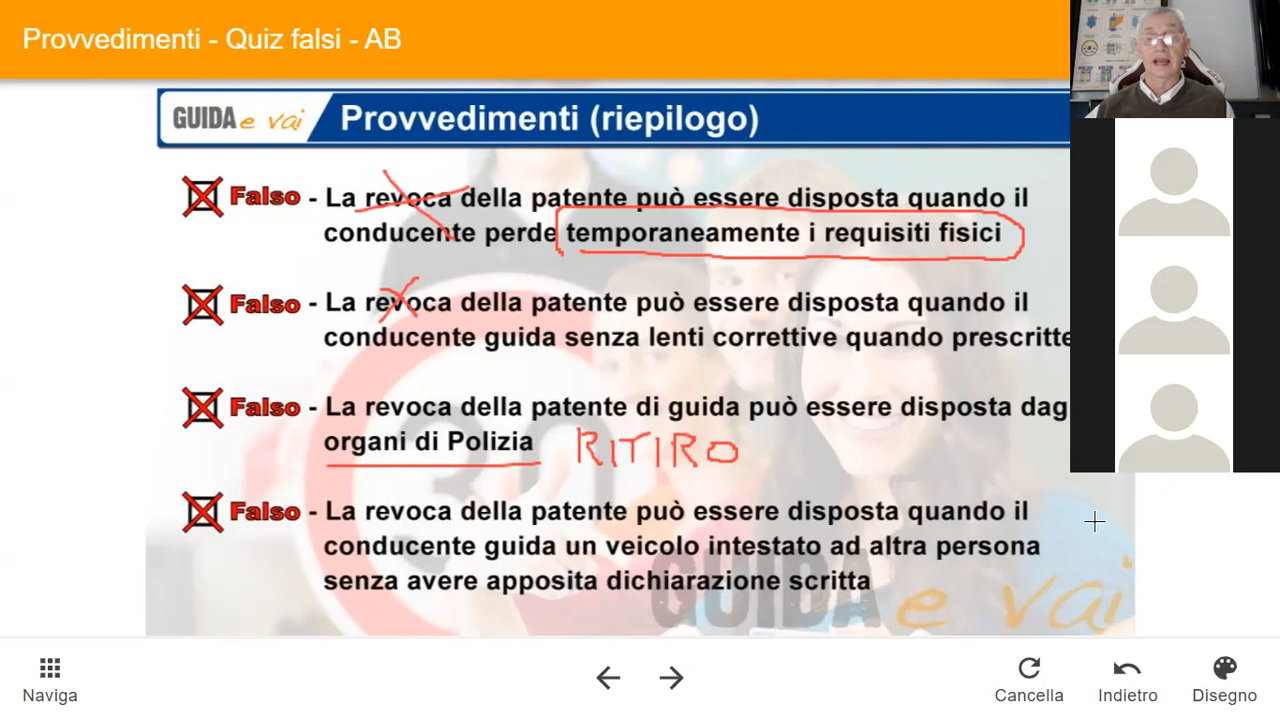 Provvedimenti - Quiz falsi - AB
GUIDA e vai
Provvedimenti (riepilogo)
Falso - La revoca della patente può essere disposta quando il
conducente perde temporaneamente i requisiti fisici
Falso - La revoca della patente può essere disposta quando il
conducente guida senza lenti correttive quando prescritte
Falso - La revoca della patente di guida può essere disposta dag
organi di Polizia RITIRO
Falso - La revoca della patente può essere disposta quando il
conducente guida un veicolo intestato ad altra persona
senza avere apposita dichiarazione scritta
GUIDA e vai
Naviga
Cancella
Indietro
Disegno